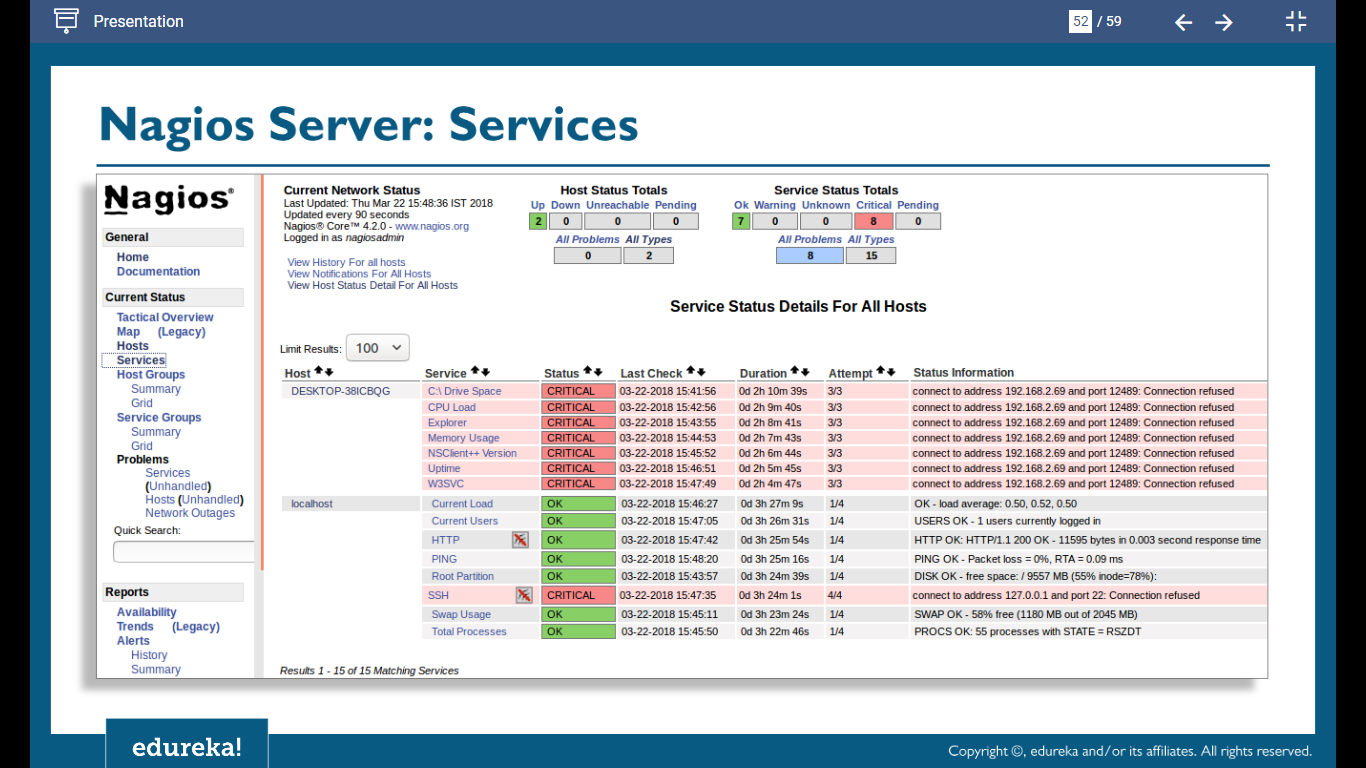 Presentation
52 / 59
Nagios Server: Services
Nagios®
General
Home
Documentation
Current Status
Tactical Overview
Map (Legacy)
Hosts
Services
Host Groups
Summary
Grid
Service Groups
Summary
Grid
Problems
Services
(Unhandled)
Hosts (Unhandled)
Network Outages
Quick Search:
Reports
Availability
Trends (Legacy)
Alerts
History
Summary
Current Network Status
Last Updated: Thu Mar 22 15:48:36 IST 2018
Updated every 90 seconds
Nagios® Core™ 4.2.0 - www.nagios.org
Logged in as nagiosadmin
View History For all hosts
View Notifications For All Hosts
View Host Status Detail For All Hosts
Host Status Totals
Up Down Unreachable Pending
2 0 0 0
All Problems All Types
0 2
Service Status Totals
Ok Warning Unknown Critical Pending
7 0 0 8 0
All Problems All Types
8 15
Service Status Details For All Hosts
Limit Results: 100
Host Service Status Last Check Duration Attempt Status Information
DESKTOP-38ICBQG C:\ Drive Space CRITICAL 03-22-2018 15:41:56 0d 2h 10m 39s 3/3 connect to address 192.168.2.69 and port 12489: Connection refused
CPU Load CRITICAL 03-22-2018 15:42:56 0d 2h 9m 40s 3/3 connect to address 192.168.2.69 and port 12489: Connection refused
Explorer CRITICAL 03-22-2018 15:43:55 0d 2h 8m 41s 3/3 connect to address 192.168.2.69 and port 12489: Connection refused
Memory Usage CRITICAL 03-22-2018 15:44:53 0d 2h 7m 43s 3/3 connect to address 192.168.2.69 and port 12489: Connection refused
NSClient++ Version CRITICAL 03-22-2018 15:45:52 0d 2h 6m 44s 3/3 connect to address 192.168.2.69 and port 12489: Connection refused
Uptime CRITICAL 03-22-2018 15:46:51 0d 2h 5m 45s 3/3 connect to address 192.168.2.69 and port 12489: Connection refused
W3SVC CRITICAL 03-22-2018 15:47:49 0d 2h 4m 47s 3/3 connect to address 192.168.2.69 and port 12489: Connection refused
localhost Current Load OK 03-22-2018 15:46:27 0d 3h 27m 9s 1/4 OK - load average: 0.50, 0.52, 0.50
Current Users OK 03-22-2018 15:47:05 0d 3h 26m 31s 1/4 USERS OK - 1 users currently logged in
HTTP OK 03-22-2018 15:47:42 0d 3h 25m 54s 1/4 HTTP OK: HTTP/1.1 200 OK - 11595 bytes in 0.003 second response time
PING OK 03-22-2018 15:48:20 0d 3h 25m 16s 1/4 PING OK - Packet loss = 0%, RTA = 0.09 ms
Root Partition OK 03-22-2018 15:43:57 0d 3h 24m 39s 1/4 DISK OK - free space: / 9557 MB (55% inode=78%):
SSH CRITICAL 03-22-2018 15:47:35 0d 3h 24m 1s 4/4 connect to address 127.0.0.1 and port 22: Connection refused
Swap Usage OK 03-22-2018 15:45:11 0d 3h 23m 24s 1/4 SWAP OK - 58% free (1180 MB out of 2045 MB)
Total Processes OK 03-22-2018 15:45:50 0d 3h 22m 46s 1/4 PROCS OK: 55 processes with STATE = RSZDT
Results 1 - 15 of 15 Matching Services
edureka!
Copyright ©, edureka and/or its affiliates. All rights reserved.